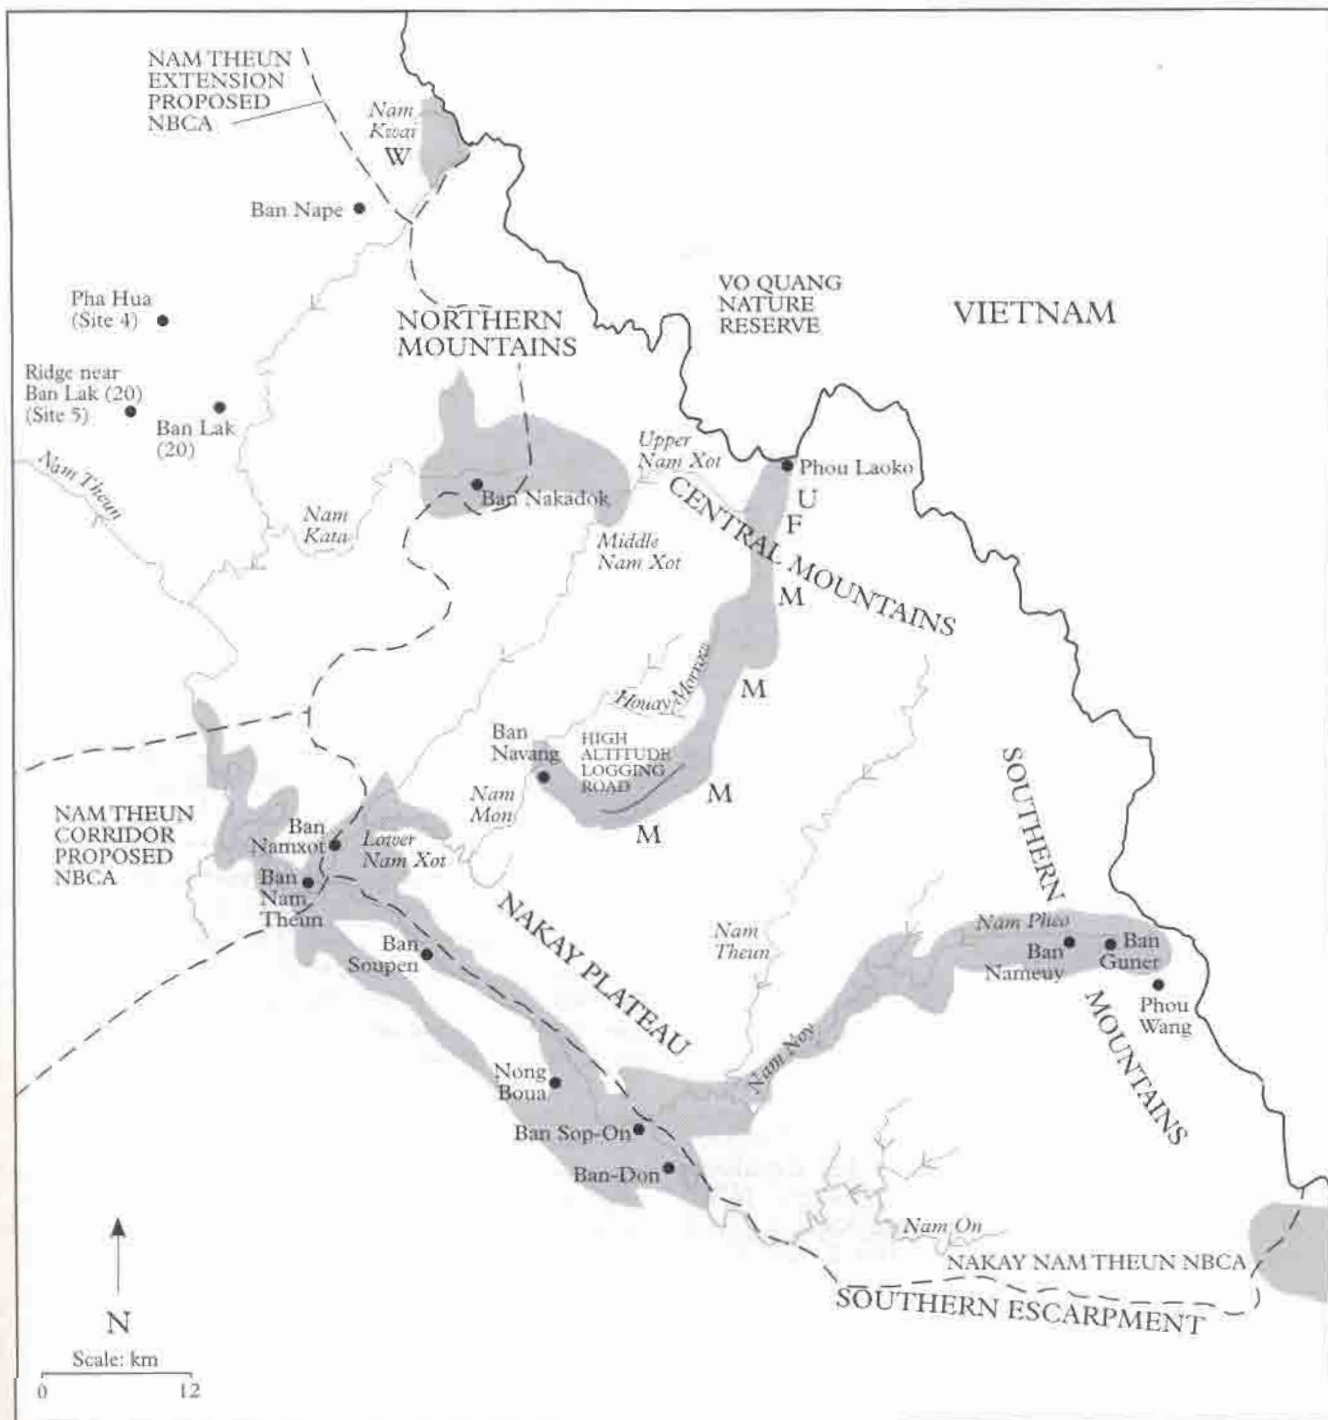 NAM THEUN
EXTENSION
PROPOSED
NBCA
Nam
Kwai
W
Ban Nape
Pha Hua
(Site 4)
NORTHERN
MOUNTAINS
VO QUANG
NATURE
RESERVE
VIETNAM
Ridge near
Ban Lak (20)
(Site 5)
Ban Lak
(20)
Nam Theun
Nam
Kata
Ban Nakadok
Upper
Nam Xot
Phou Laoko
U
F
CENTRAL MOUNTAINS
Middle
Nam Xot
M
M
Houay Morrow
Ban
Navang
HIGH
ALTITUDE
LOGGING
ROAD
Nam
Mon
M
M
NAM THEUN
CORRIDOR
PROPOSED
NBCA
Ban
Namxot
Lower
Nam Xot
Ban
Nam
Theun
Ban
Soupen
NAKAY PLATEAU
Nam
Theun
SOUTHERN
MOUNTAINS
Nam Pheo
Ban
Nameuy
Ban
Guner
Phou
Wang
Nam Noy
Nong
Boua
Ban Sop-On
Ban-Don
Nam On
NAKAY NAM THEUN NBCA
SOUTHERN ESCARPMENT
N
Scale: km
0 12